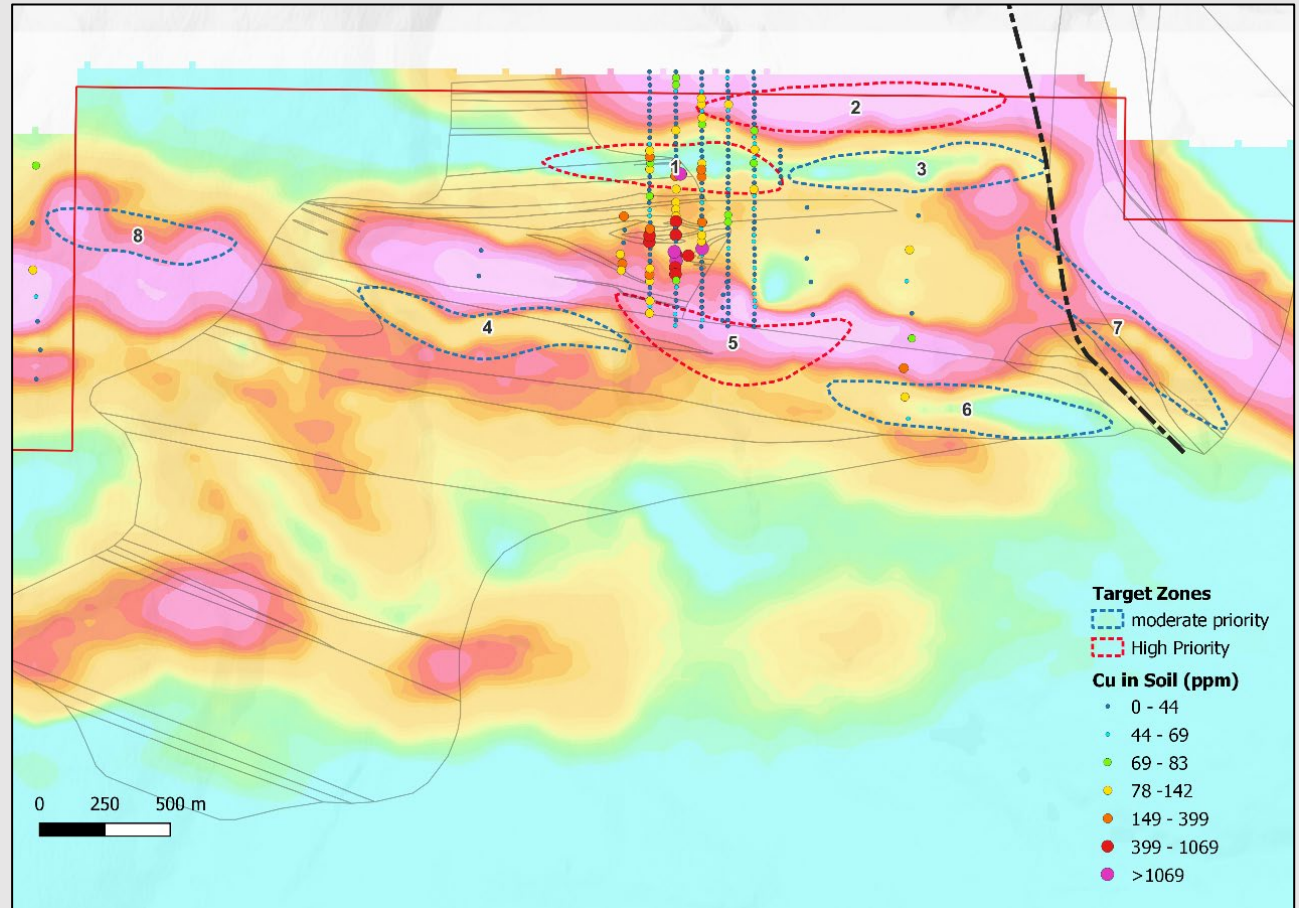 2
1
3
8
4
5
7
6
Target Zones
moderate priority
High Priority
Cu in Soil (ppm)
0 - 44
44 - 69
69 - 83
78 -142
149 - 399
399 - 1069
>1069
0 250 500 m